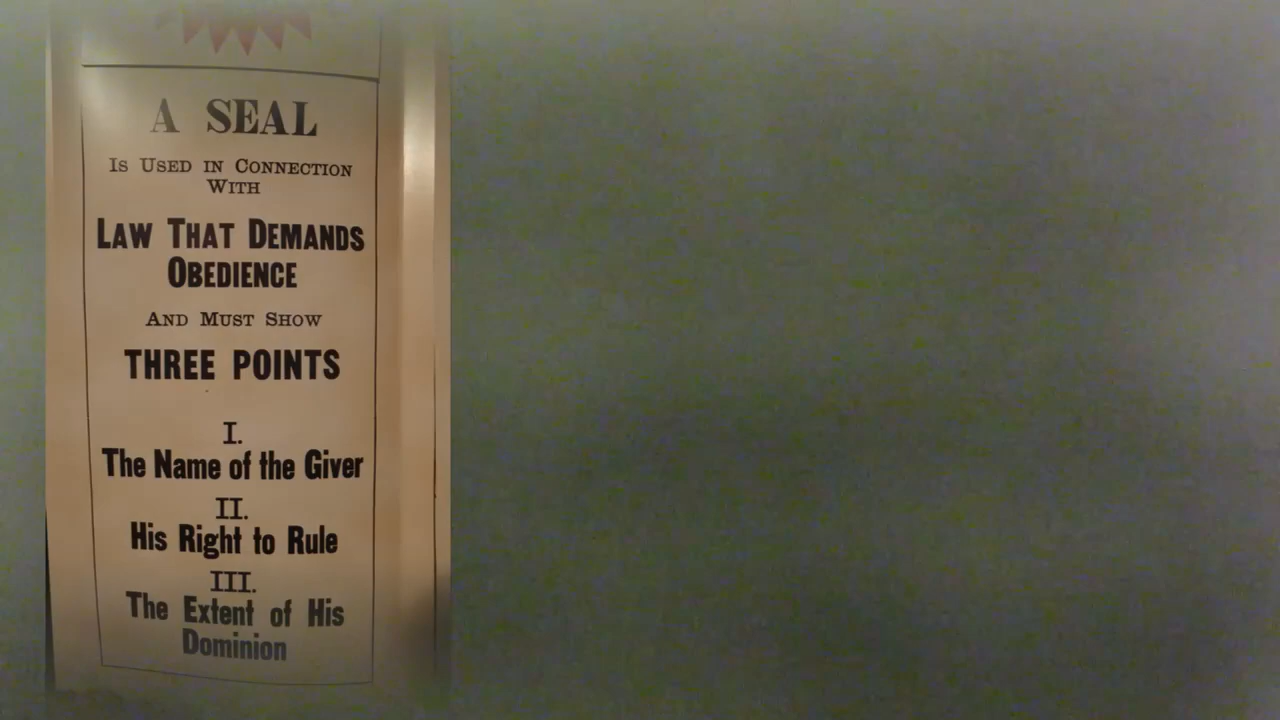 A SEAL
IS USED IN CONNECTION
WITH
LAW THAT DEMANDS
OBEDIENCE
AND MUST SHOW
THREE POINTS
I.
The Name of the Giver
II.
His Right to Rule
III.
The Extent of His
Dominion